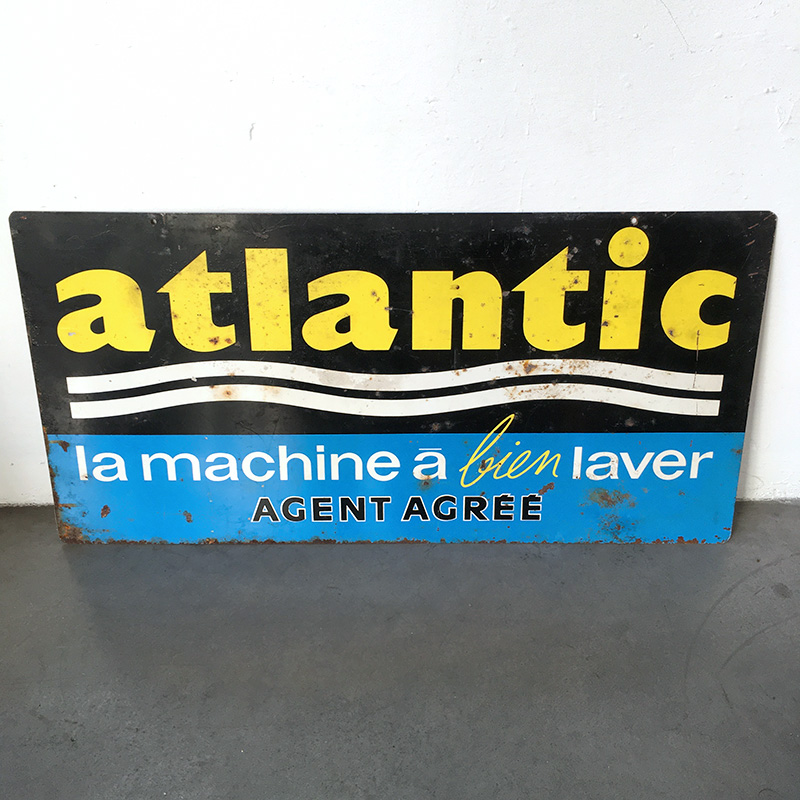 atlantic
la machine à bien laver
AGENT AGRÉÉ